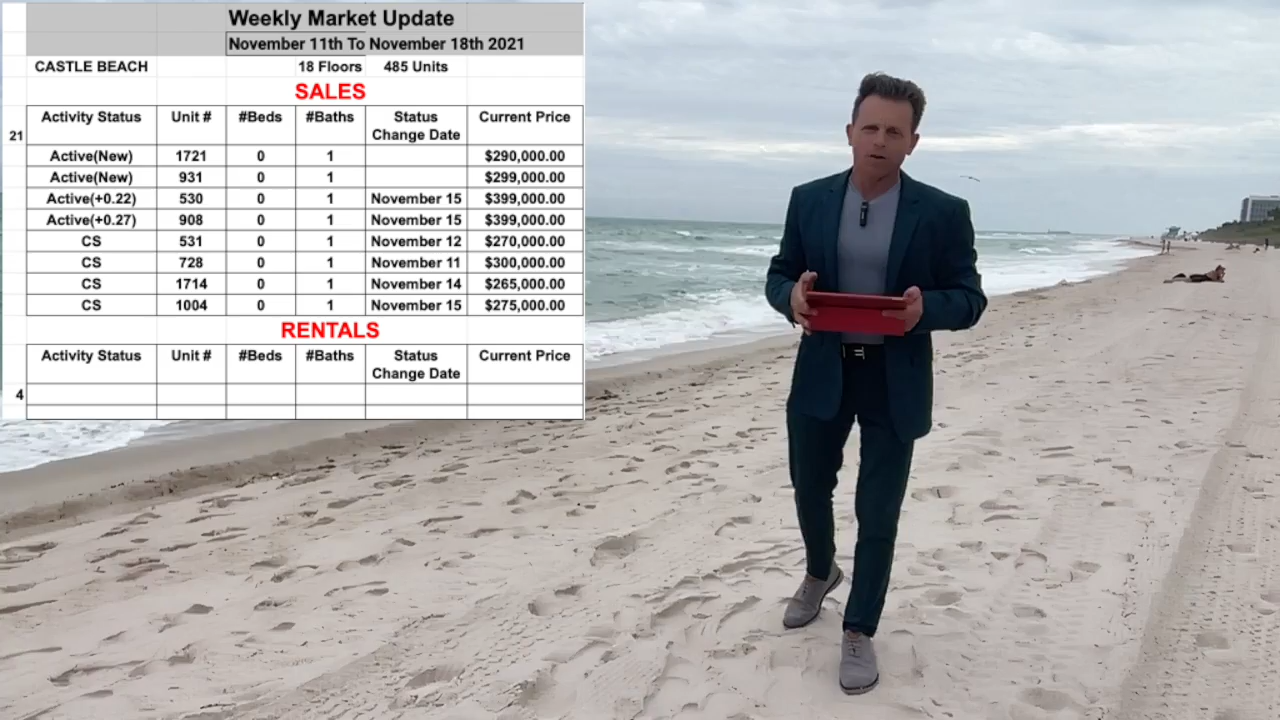 Weekly Market Update
November 11th To November 18th 2021
CASTLE BEACH 18 Floors 485 Units
SALES
21
Activity Status Unit # #Beds #Baths Status Change Date Current Price
Active(New) 1721 0 1 $290,000.00
Active(New) 931 0 1 $299,000.00
Active(+0.22) 530 0 1 November 15 $399,000.00
Active(+0.27) 908 0 1 November 15 $399,000.00
CS 531 0 1 November 12 $270,000.00
CS 728 0 1 November 11 $300,000.00
CS 1714 0 1 November 14 $265,000.00
CS 1004 0 1 November 15 $275,000.00
RENTALS
Activity Status Unit # #Beds #Baths Status Change Date Current Price
4